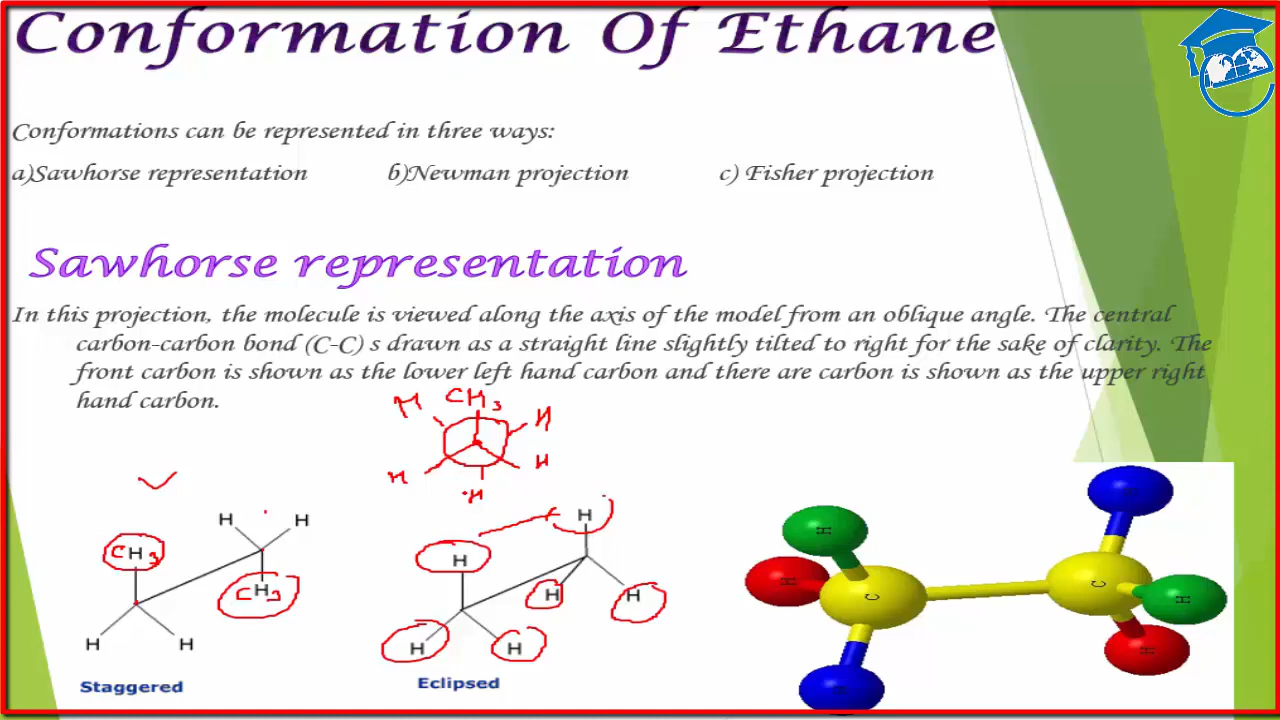 Conformation Of Ethane
Conformations can be represented in three ways:
a)Sawhorse representation b)Newman projection c) Fisher projection
Sawhorse representation
In this projection, the molecule is viewed along the axis of the model from an oblique angle. The central
carbon-carbon bond (C-C) s drawn as a straight line slightly tilted to right for the sake of clarity. The
front carbon is shown as the lower left hand carbon and there are carbon is shown as the upper right
hand carbon.
H CH3 H
H H
H
H H
CH3
CH3
H H
Staggered
H
H
H H
H H
Eclipsed
H
H
H
C
C
H
H
H